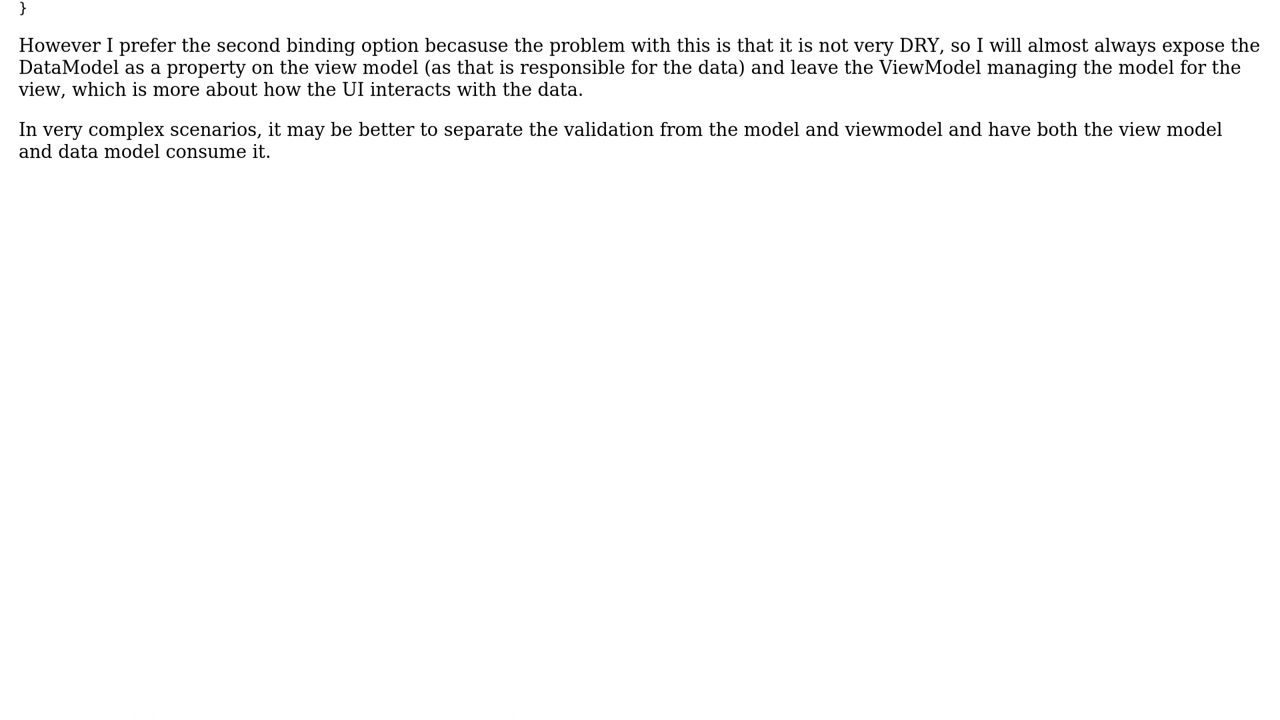 }
However I prefer the second binding option becasuse the problem with this is that it is not very DRY, so I will almost always expose the
DataModel as a property on the view model (as that is responsible for the data) and leave the ViewModel managing the model for the
view, which is more about how the UI interacts with the data.
In very complex scenarios, it may be better to separate the validation from the model and viewmodel and have both the view model
and data model consume it.